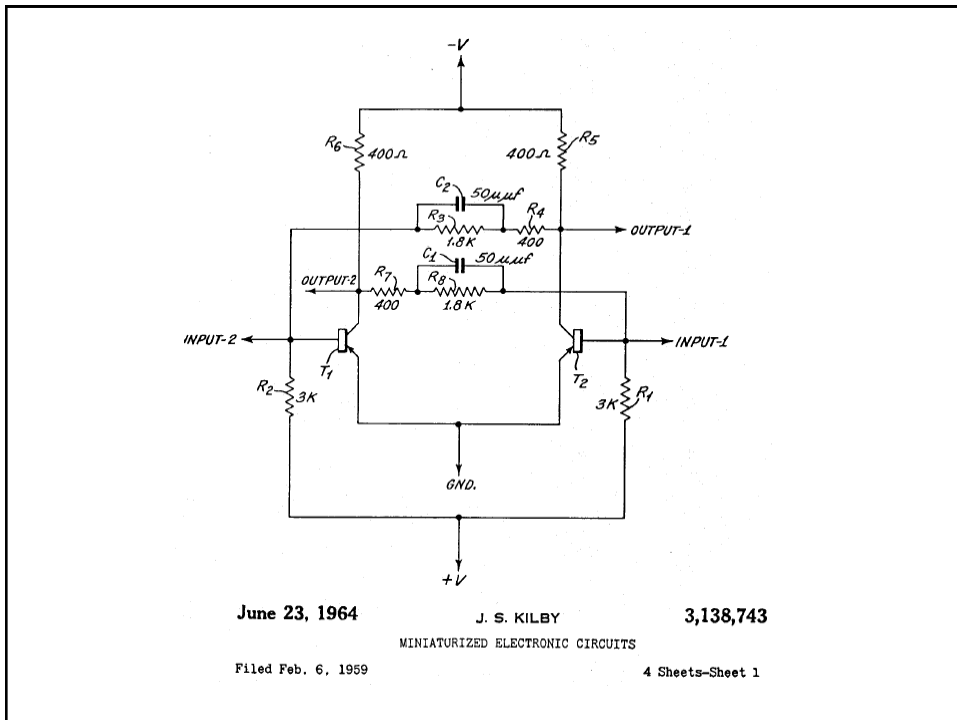 -V
R6
400Ω
400Ω
R5
C2
50μμf
R3
1.8K
R4
400
OUTPUT-1
C1
50μμf
OUTPUT-2
R7
400
R8
1.8K
INPUT-2
T1
T2
INPUT-1
R2
3K
3K
R1
GND.
+V
June 23, 1964
J. S. KILBY
3,138,743
MINIATURIZED ELECTRONIC CIRCUITS
Filed Feb. 6, 1959
4 Sheets-Sheet 1